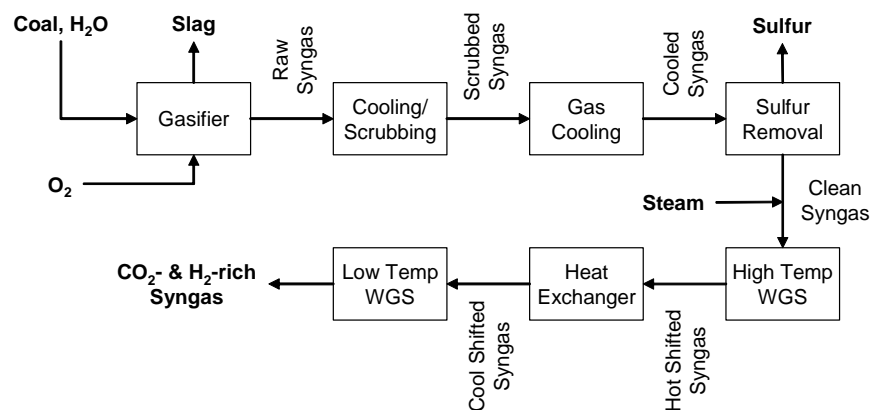 Coal, H₂O
Slag
Raw
Syngas
Scrubbed
Syngas
Cooled
Syngas
Sulfur
Gasifier
Cooling/
Scrubbing
Gas
Cooling
Sulfur
Removal
O₂
Steam
Clean
Syngas
CO₂- & H₂-rich
Syngas
Low Temp
WGS
Heat
Exchanger
High Temp
WGS
Cool Shifted
Syngas
Hot Shifted
Syngas